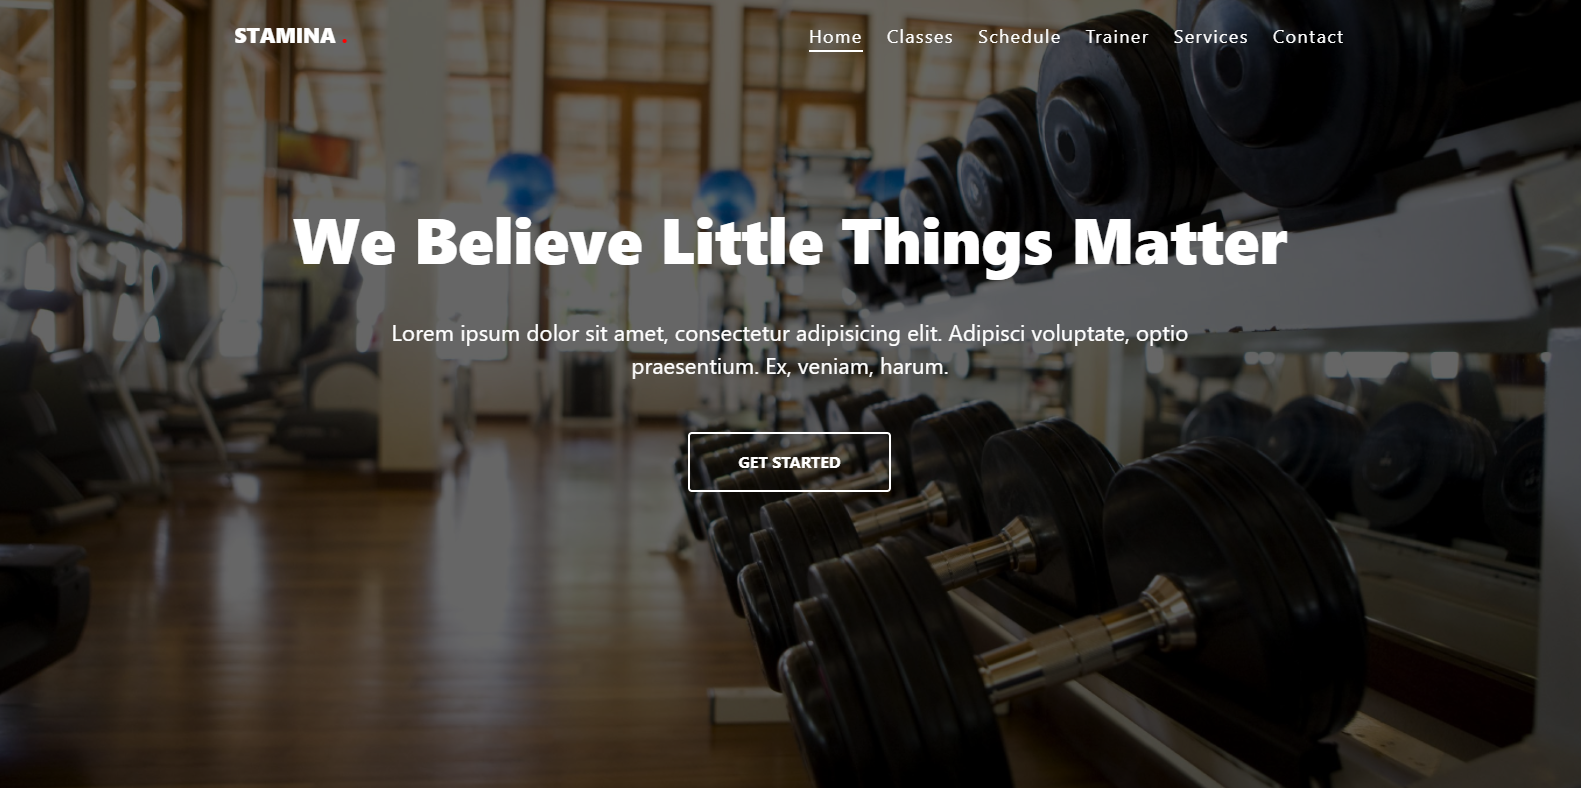 STAMINA .
Home Classes Schedule Trainer Services Contact
We Believe Little Things Matter
Lorem ipsum dolor sit amet, consectetur adipisicing elit. Adipisci voluptate, optio
praesentium. Ex, veniam, harum.
GET STARTED